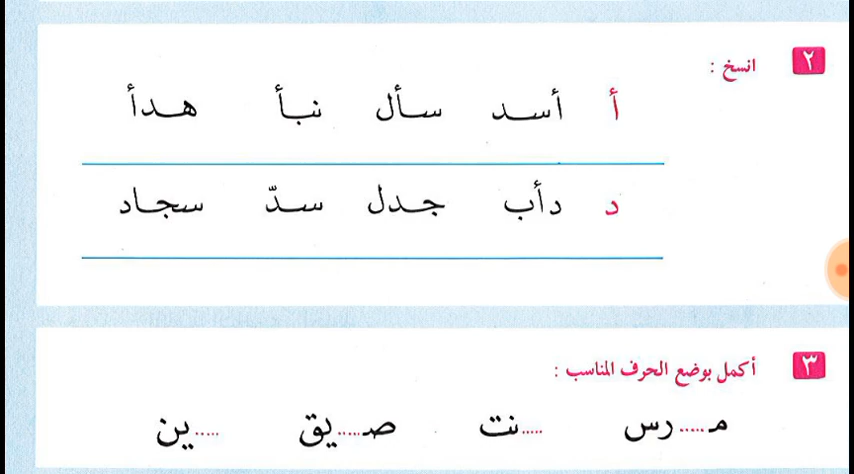 ٢ انسخ :
أ أسد سأل نبأ هدأ
د دأب جدل سدّ سجاد
٣ أكمل بوضع الحرف المناسب :
مـ.....رس .....نت صـ.....يق .....ين